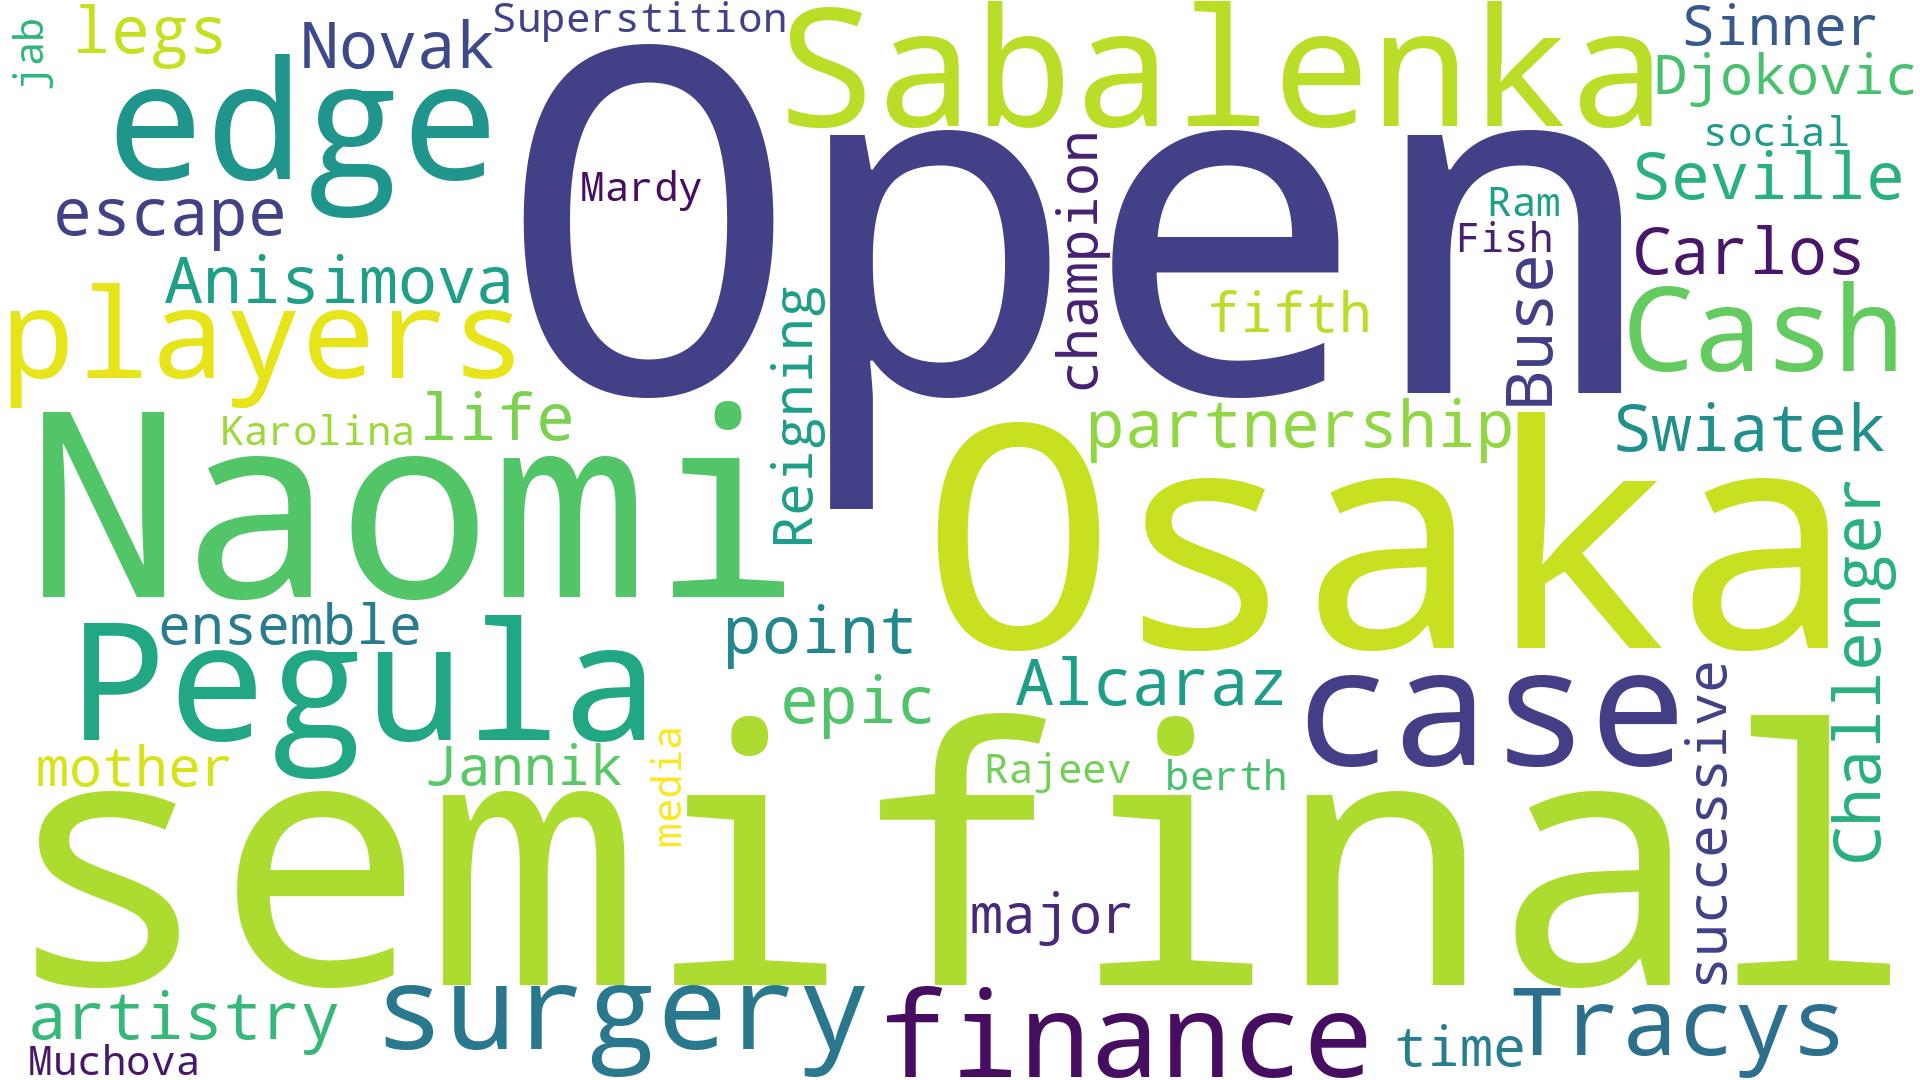 jab
legs
Novak
Superstition
Sabalenka
Sinner
Djokovic
edge
Open
social
Mardy
champion
Ram
Seville
escape
Fish
Carlos
Anisimova
players
Reigning
fifth
Buse
Cash
Karolina
life
partnership
Swiatek
Naomi
Osaka
Challenger
ensemble
Pegula
point
epic
Alcaraz
case
successive
mother
Jannik
media
Rajeev
berth
semifinal
major
artistry
surgery
finance
time
Tracys
Muchova